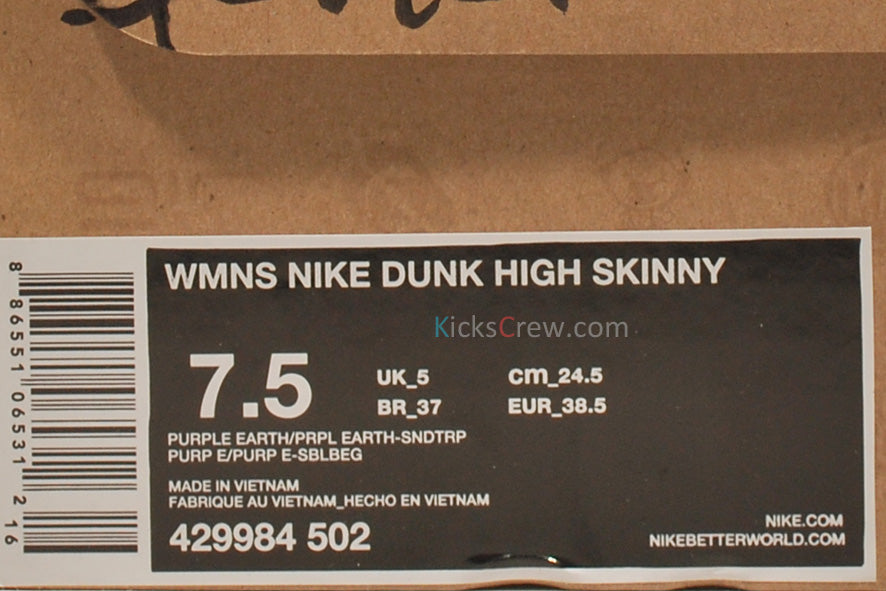 WMNS NIKE DUNK HIGH SKINNY
KicksCrew.com
7.5
UK_5 cm_24.5
BR_37 EUR_38.5
PURPLE EARTH/PRPL EARTH-SNDTRP
PURP E/PURP E-SBLBEG
MADE IN VIETNAM
FABRIQUE AU VIETNAM_HECHO EN VIETNAM
429984 502
NIKE.COM
NIKEBETTERWORLD.COM
8 86551 06531 2 16